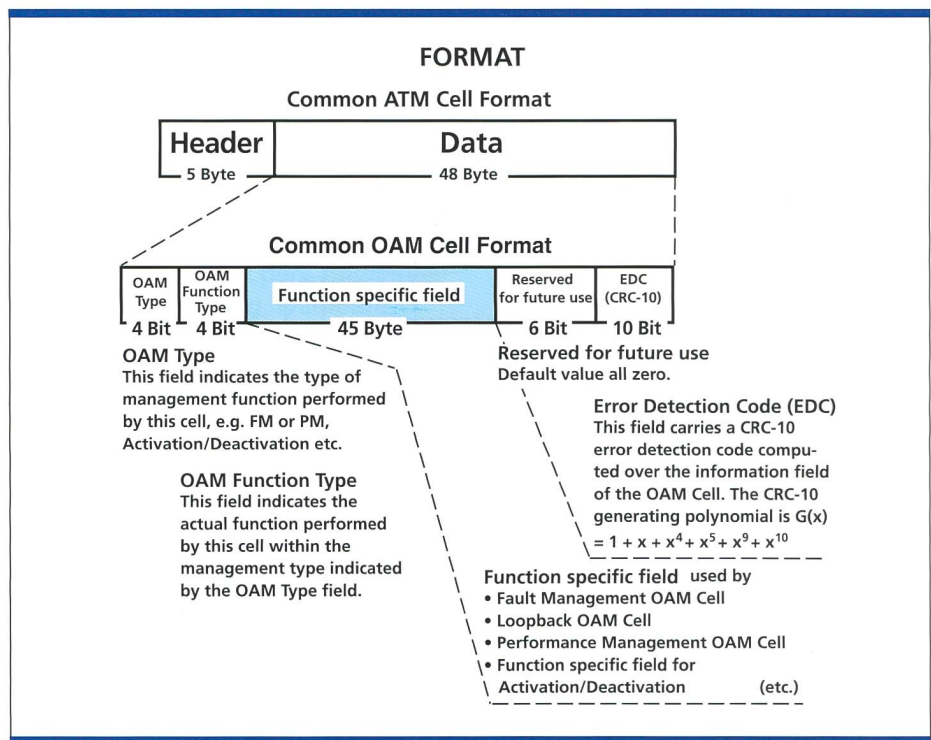 FORMAT
Common ATM Cell Format
Header
Data
5 Byte
48 Byte
Common OAM Cell Format
OAM
Type
OAM
Function
Type
Function specific field
Reserved
for future use
EDC
(CRC-10)
4 Bit
4 Bit
45 Byte
6 Bit
10 Bit
OAM Type
This field indicates the type of
management function performed
by this cell, e.g. FM or PM,
Activation/Deactivation etc.
Reserved for future use
Default value all zero.
Error Detection Code (EDC)
This field carries a CRC-10
error detection code compu-
ted over the information field
of the OAM Cell. The CRC-10
generating polynomial is G(x)
= 1 + x + x⁴ + x⁵ + x⁹ + x¹⁰
OAM Function Type
This field indicates the
actual function performed
by this cell within the
management type indicated
by the OAM Type field.
Function specific field used by
• Fault Management OAM Cell
• Loopback OAM Cell
• Performance Management OAM Cell
• Function specific field for
Activation/Deactivation (etc.)